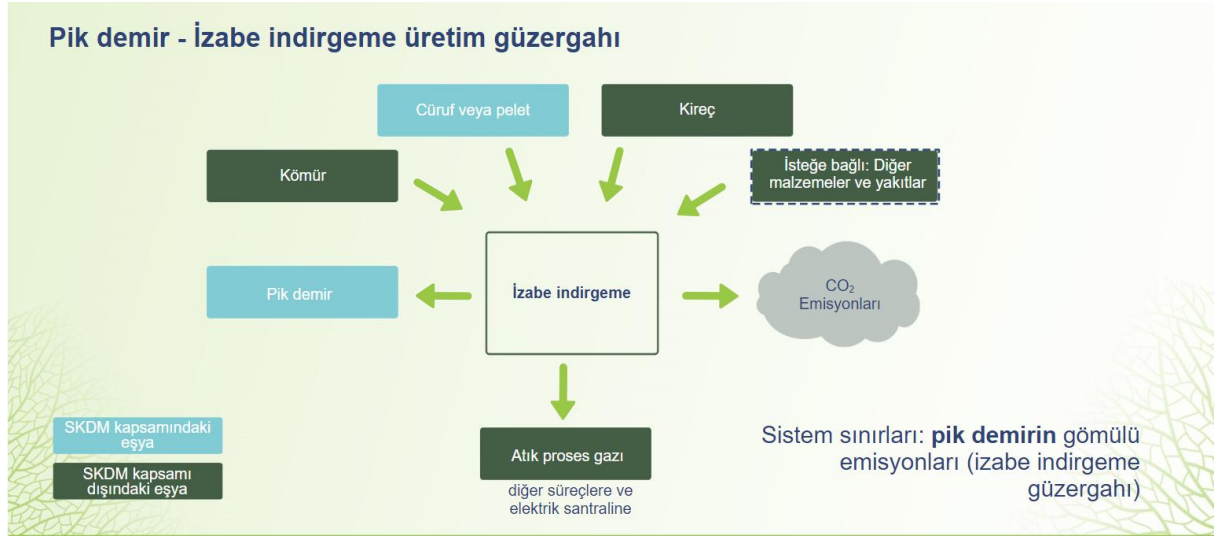 Pik demir - İzabe indirgeme üretim güzergahı
Cüruf veya pelet
Kireç
Kömür
İsteğe bağlı: Diğer
malzemeler ve yakıtlar
Pik demir
İzabe indirgeme
CO₂
Emisyonları
SKDM kapsamındaki
eşya
SKDM kapsamı
dışındaki eşya
Atık proses gazı
diğer süreçlere ve
elektrik santraline
Sistem sınırları: pik demirin gömülü
emisyonları (izabe indirgeme
güzergahı)